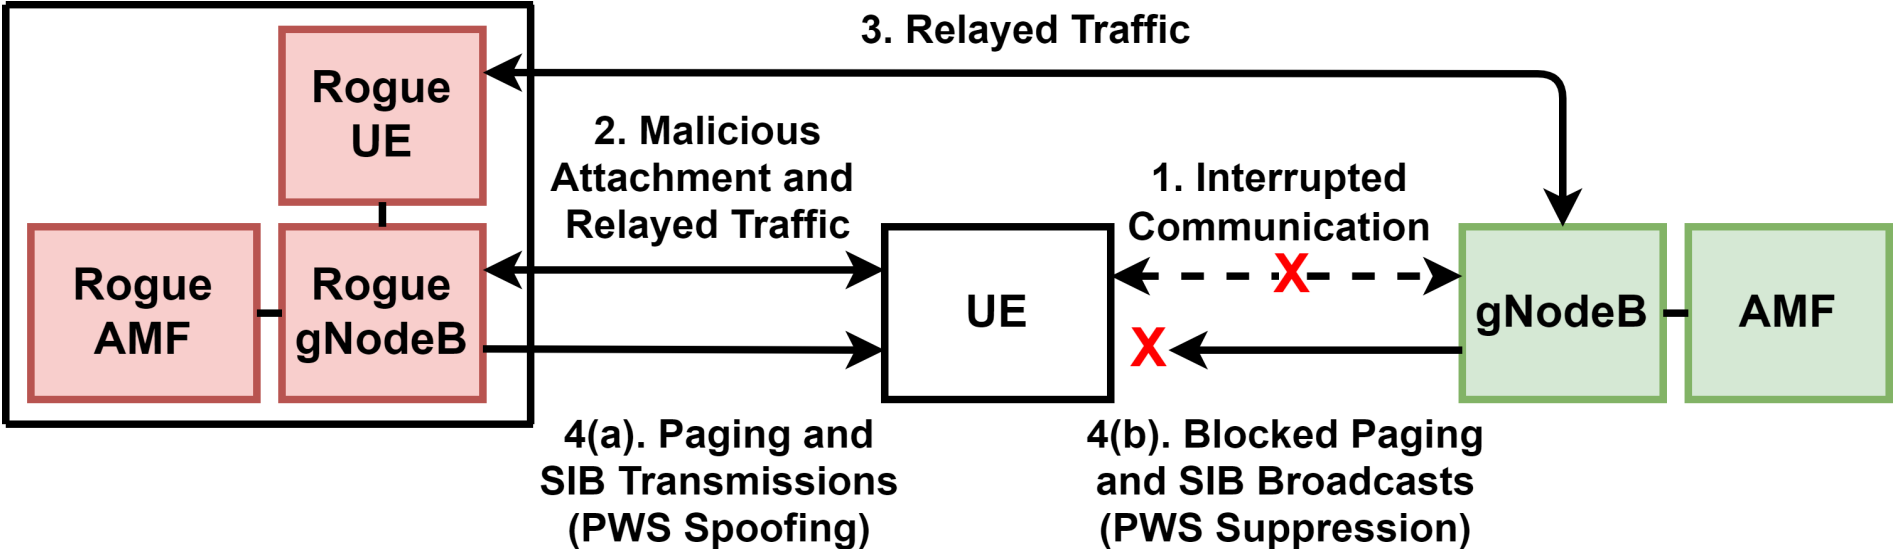 3. Relayed Traffic
Rogue
UE
2. Malicious
Attachment and
Relayed Traffic
1. Interrupted
Communication
X
Rogue
AMF
Rogue
gNodeB
UE
gNodeB
AMF
X
4(a). Paging and
SIB Transmissions
(PWS Spoofing)
4(b). Blocked Paging
and SIB Broadcasts
(PWS Suppression)